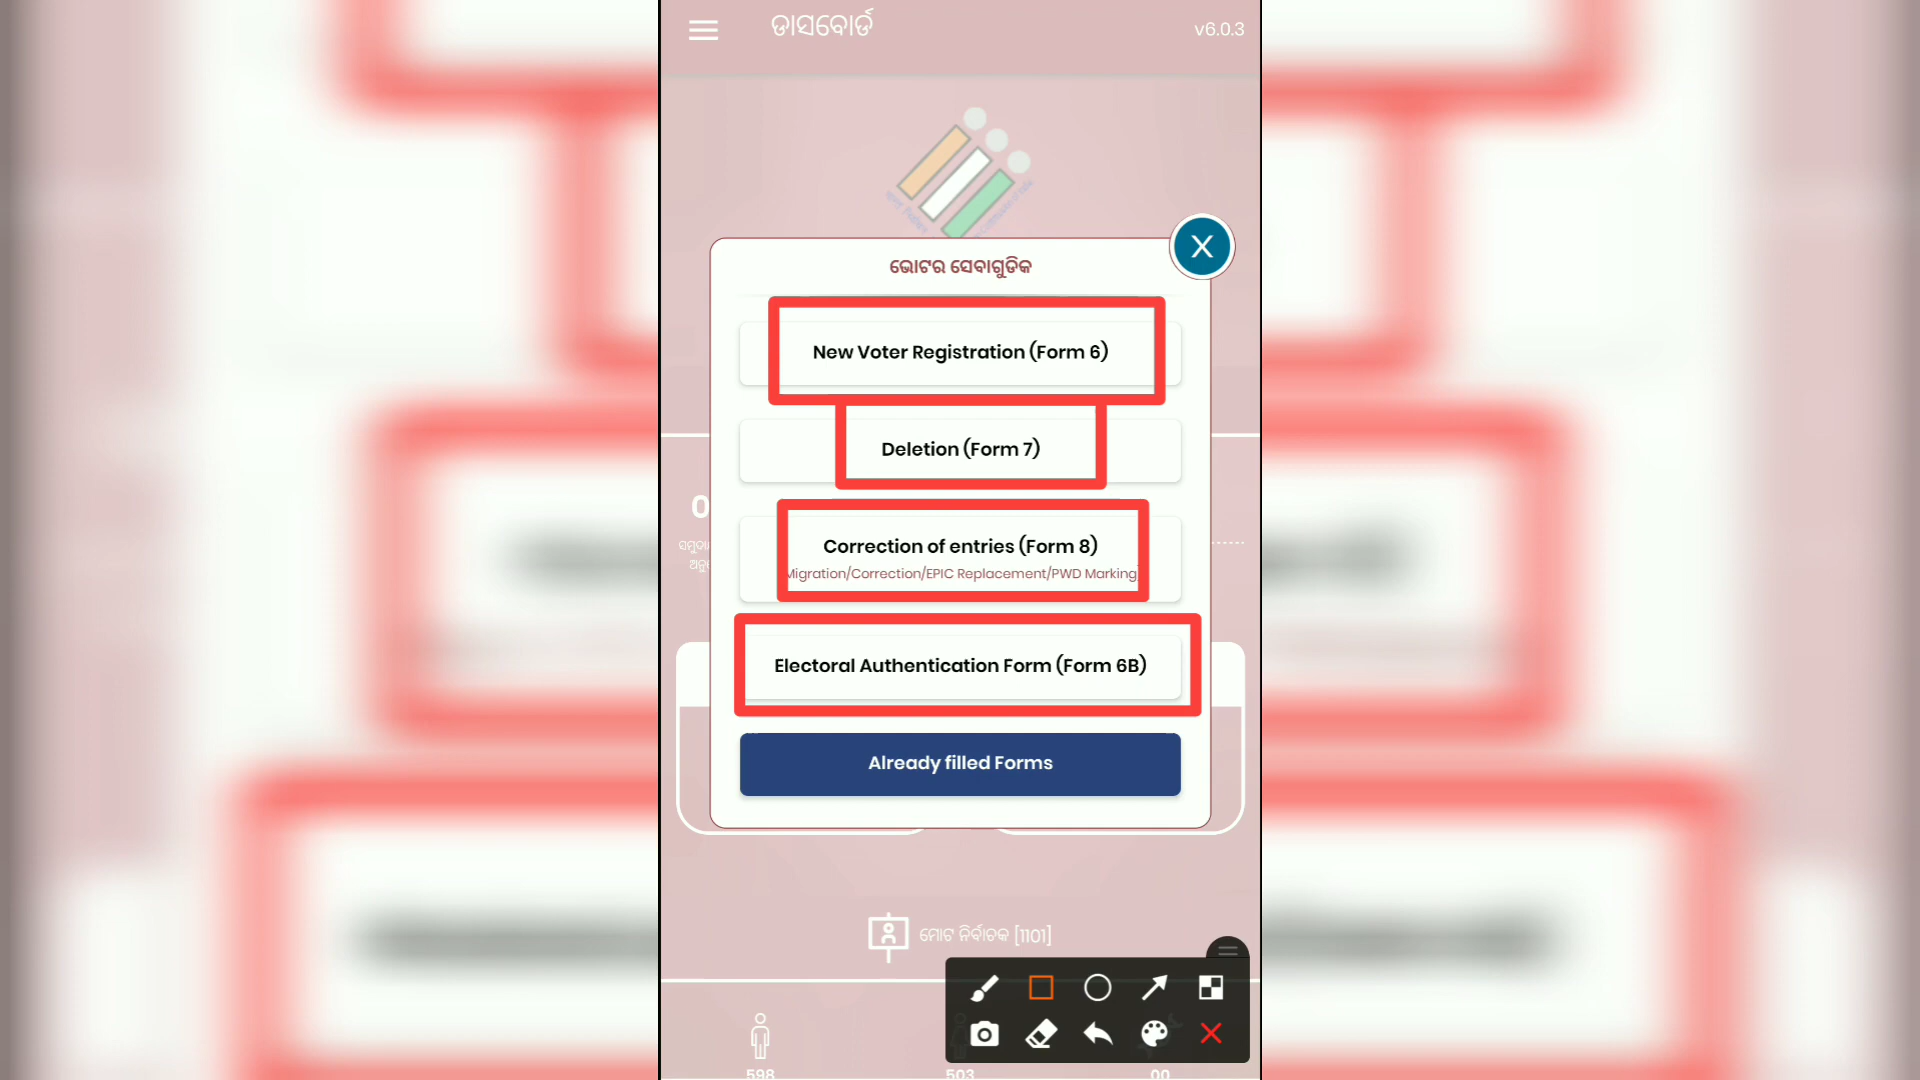 ଡାସବୋର୍ଡ
v6.0.3
ଭୋଟର ସେବାଗୁଡିକ
New Voter Registration (Form 6)
Deletion (Form 7)
Correction of entries (Form 8)
Migration/Correction/EPIC Replacement/PWD Marking
Electoral Authentication Form (Form 6B)
Already filled Forms
ମୋଟ ନିର୍ବାଚକ [1101]
598
503
00